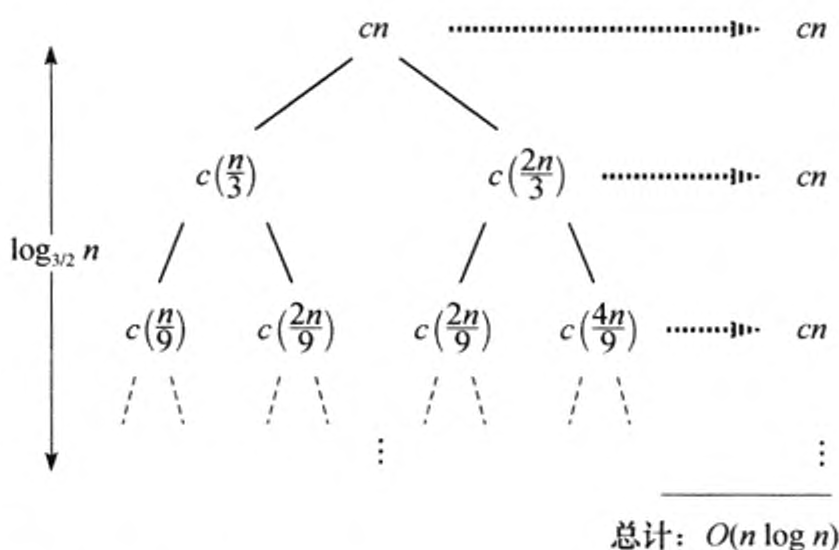 cn cn
c(n/3) c(2n/3) cn
log_{3/2} n
c(n/9) c(2n/9) c(2n/9) c(4n/9) cn
⋮ ⋮
总计：O(n log n)